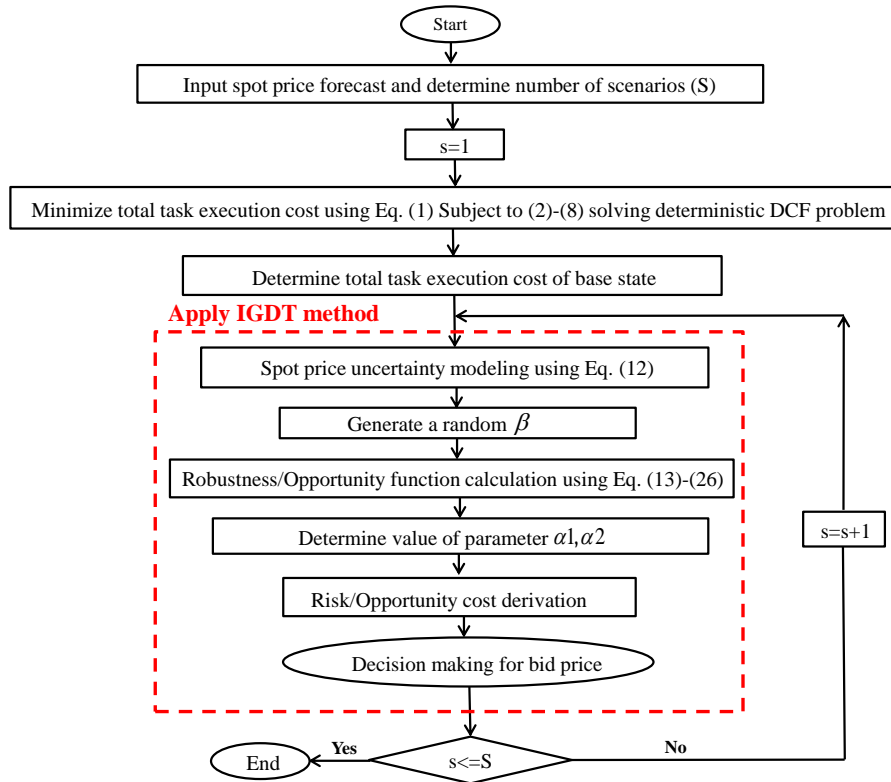 Start
Input spot price forecast and determine number of scenarios (S)
s=1
Minimize total task execution cost using Eq. (1) Subject to (2)-(8) solving deterministic DCF problem
Determine total task execution cost of base state
Apply IGDT method
Spot price uncertainty modeling using Eq. (12)
Generate a random β
Robustness/Opportunity function calculation using Eq. (13)-(26)
Determine value of parameter α1,α2
s=s+1
Risk/Opportunity cost derivation
Decision making for bid price
Yes
No
End
s<=S